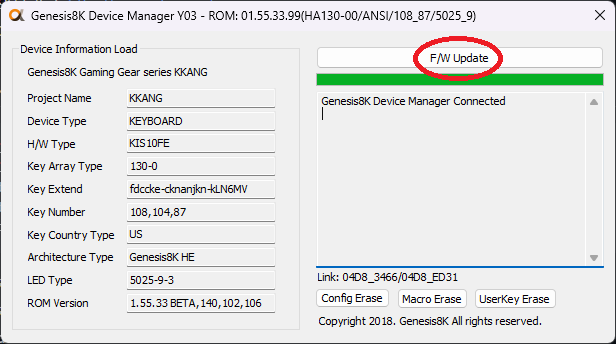 Genesis8K Device Manager Y03 - ROM: 01.55.33.99(HA130-00/ANSI/108_87/5025_9)
Device Information Load
Genesis8K Gaming Gear series KKANG
Project Name KKANG
Device Type KEYBOARD
H/W Type KIS10FE
Key Array Type 130-0
Key Extend fdccke-cknanjkn-kLN6MV
Key Number 108,104,87
Key Country Type US
Architecture Type Genesis8K HE
LED Type 5025-9-3
ROM Version 1.55.33 BETA,140,102,106
F/W Update
Genesis8K Device Manager Connected
Link: 04D8_3466/04D8_ED31
Config Erase Macro Erase UserKey Erase
Copyright 2018. Genesis8K All rights reserved.